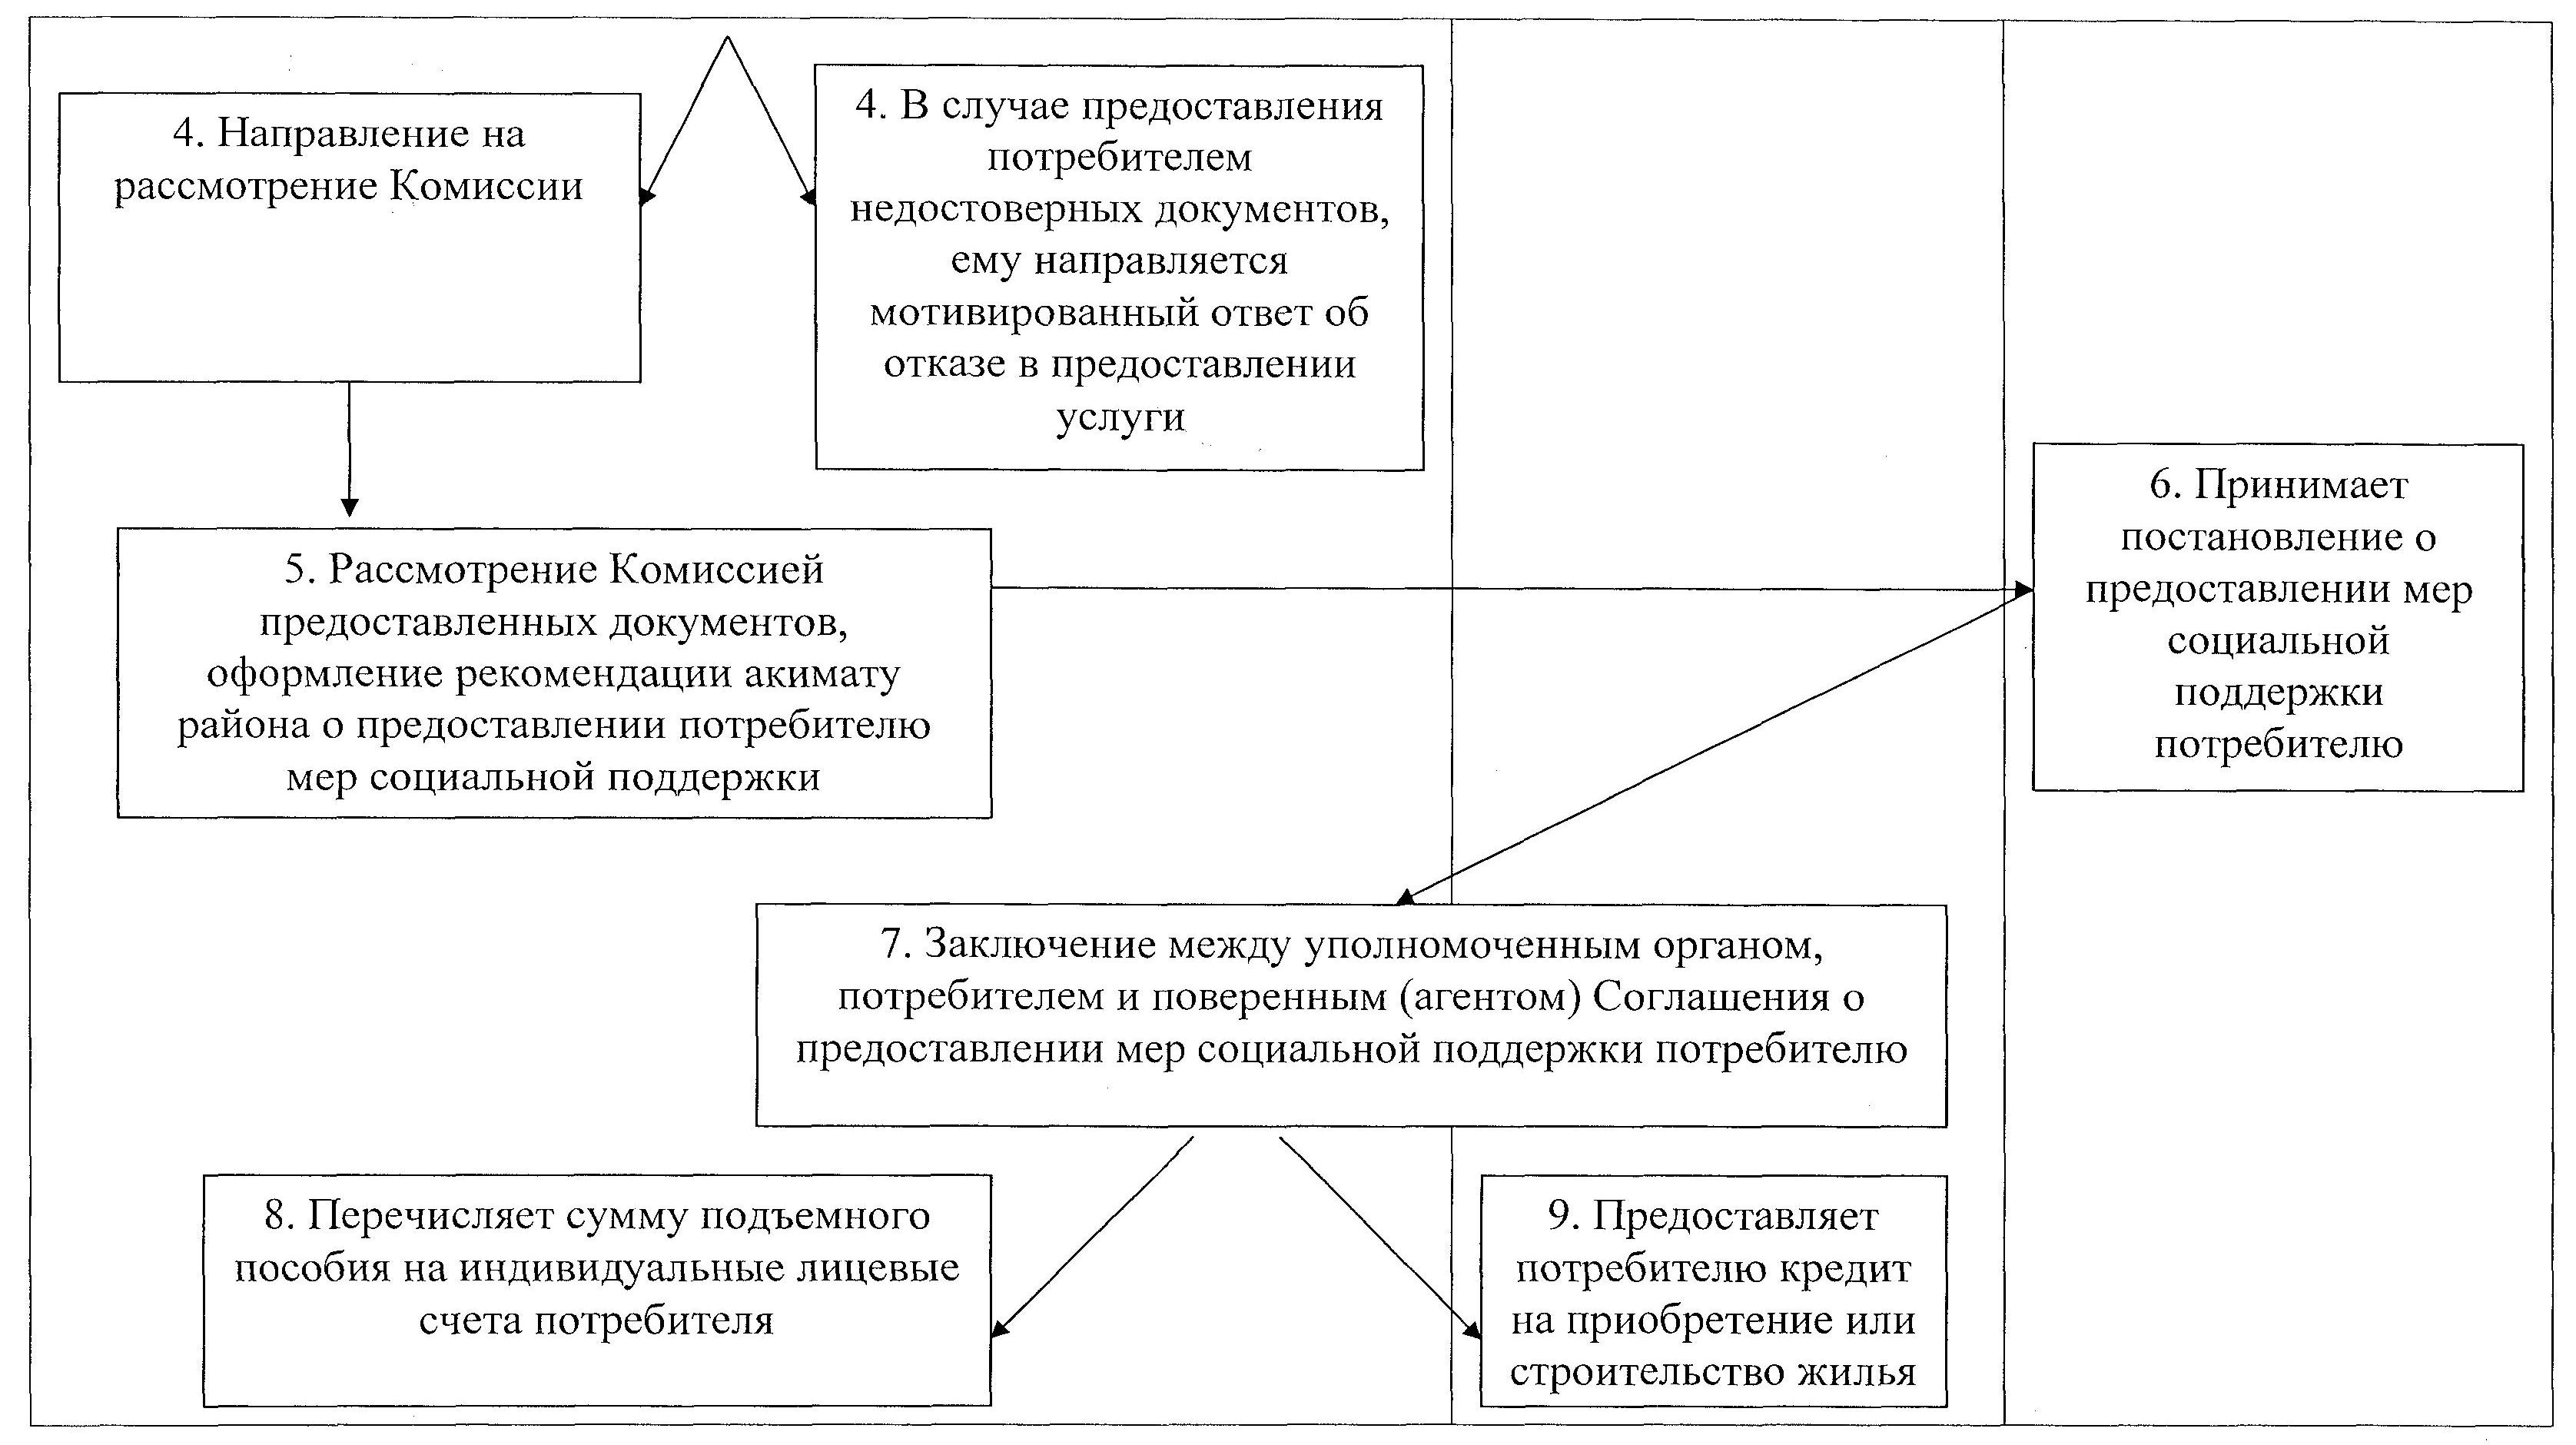 4. Направление на
рассмотрение Комиссии
4. В случае предоставления
потребителем
недостоверных документов,
ему направляется
мотивированный ответ об
отказе в предоставлении
услуги
5. Рассмотрение Комиссией
предоставленных документов,
оформление рекомендации акимату
района о предоставлении потребителю
мер социальной поддержки
6. Принимает
постановление о
предоставлении мер
социальной
поддержки
потребителю
7. Заключение между уполномоченным органом,
потребителем и поверенным (агентом) Соглашения о
предоставлении мер социальной поддержки потребителю
8. Перечисляет сумму подъемного
пособия на индивидуальные лицевые
счета потребителя
9. Предоставляет
потребителю кредит
на приобретение или
строительство жилья